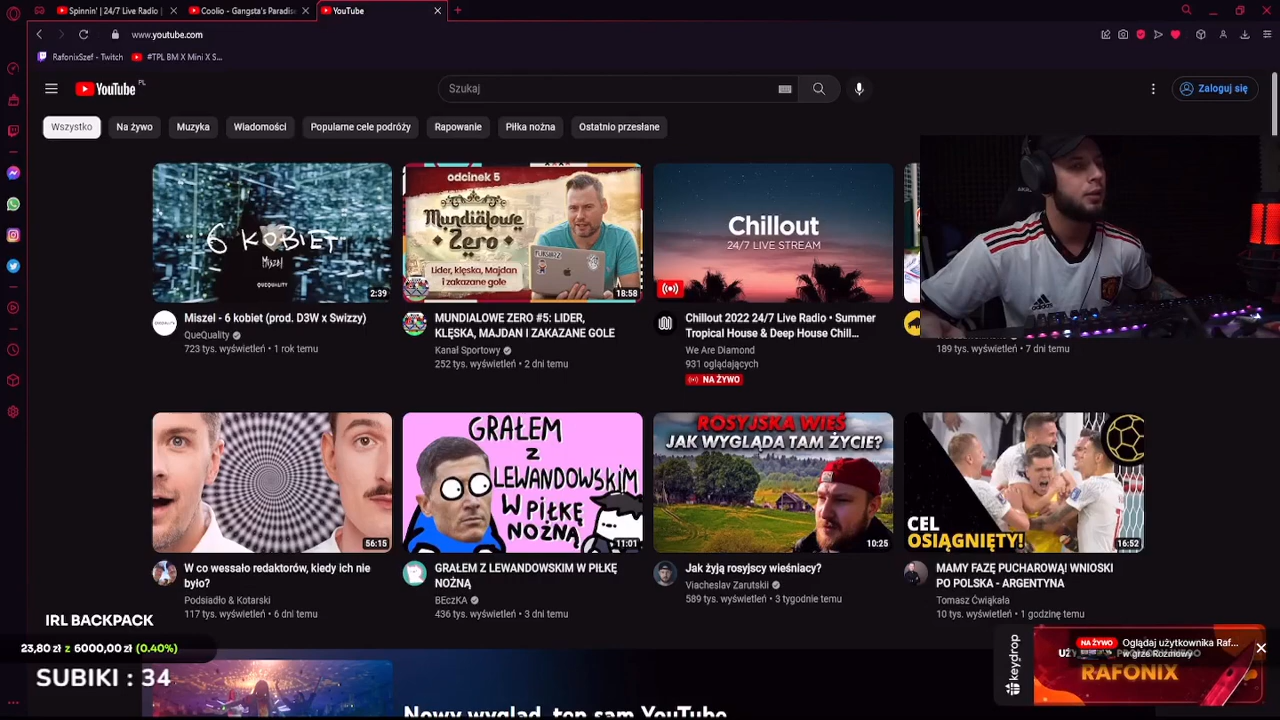 Spinnin' | 24/7 Live Radio |
Coolio - Gangsta's Paradise
YouTube
www.youtube.com
RafonixSzef - Twitch
#TPL BM X Mini X S...
YouTube PL
Szukaj
Zaloguj się
Wszystko
Na żywo
Muzyka
Wiadomości
Popularne cele podróży
Rapowanie
Piłka nożna
Ostatnio przesłane
6 KOBIET
MISZEL
QUEQUALITY
2:39
odcinek 5
Mundialowe
Zero
Lider, klęska, Majdan
i zakazane gole
18:58
Chillout
24/7 LIVE STREAM
Miszel - 6 kobiet (prod. D3W x Swizzy)
QueQuality
723 tys. wyświetleń • 1 rok temu
MUNDIALOWE ZERO #5: LIDER,
KLĘSKA, MAJDAN I ZAKAZANE GOLE
Kanał Sportowy
252 tys. wyświetleń • 2 dni temu
Chillout 2022 24/7 Live Radio • Summer
Tropical House & Deep House Chill...
We Are Diamond
931 oglądających
NA ŻYWO
189 tys. wyświetleń • 7 dni temu
56:15
GRAŁEM
z
LEWANDOWSKIM
W PIŁKĘ
NOŻNĄ
11:01
ROSYJSKA WIEŚ
JAK WYGLĄDA TAM ŻYCIE?
10:25
CEL
OSIĄGNIĘTY!
16:52
W co wessało redaktorów, kiedy ich nie
było?
Podsiadło & Kotarski
117 tys. wyświetleń • 6 dni temu
GRAŁEM Z LEWANDOWSKIM W PIŁKĘ
NOŻNĄ
BEczKA
436 tys. wyświetleń • 3 dni temu
Jak żyją rosyjscy wieśniacy?
Viacheslav Zarutskii
589 tys. wyświetleń • 3 tygodnie temu
MAMY FAZĘ PUCHAROWĄ! WNIOSKI
PO POLSKA - ARGENTYNA
Tomasz Ćwiąkała
10 tys. wyświetleń • 1 godzinę temu
IRL BACKPACK
23,80 zł z 6000,00 zł (0.40%)
SUBIKI : 34
Nowy wygląd, ten sam YouTube
keydrop
NA ŻYWO
Oglądaj użytkownika Raf...
w grze Rozmowy
RAFONIX